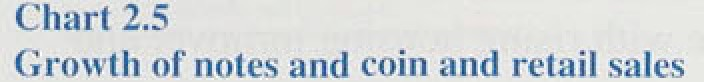 Chart 2.5
Growth of notes and coin and retail sales